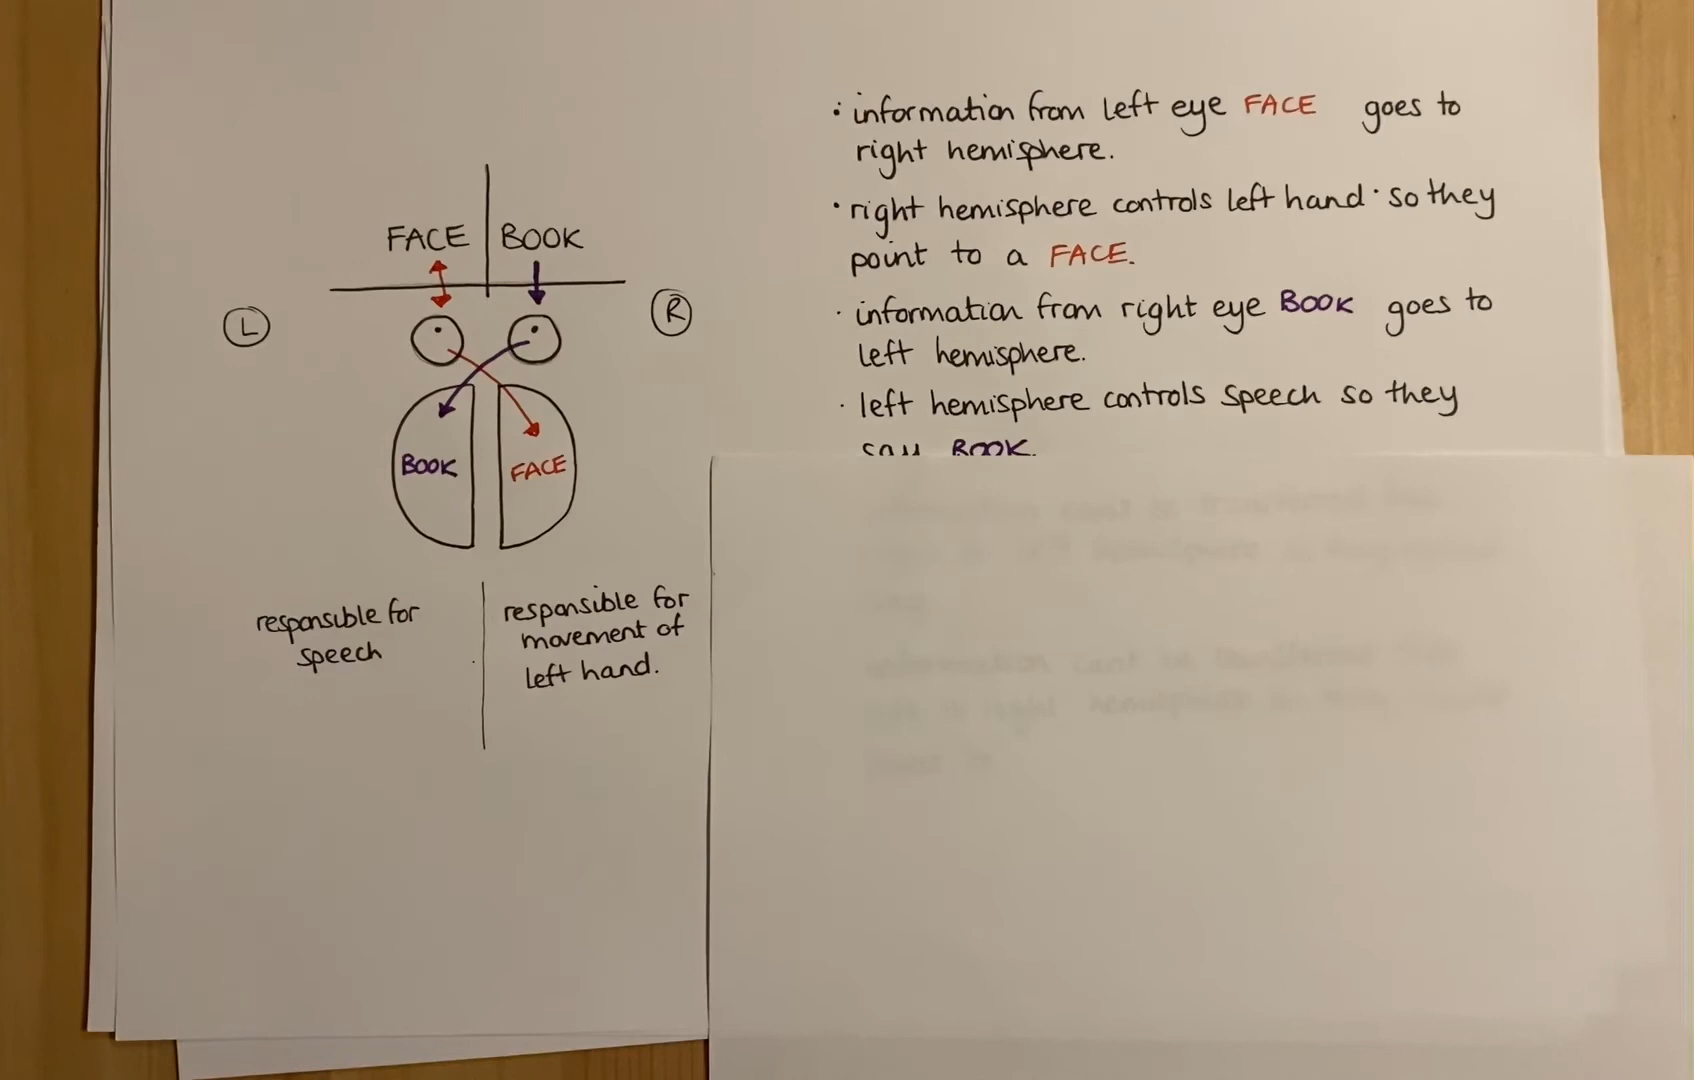 FACE BOOK
L
R
BOOK FACE
responsible for
speech
responsible for
movement of
left hand.
• information from left eye FACE goes to
right hemisphere.
• right hemisphere controls left hand • so they
point to a FACE.
• information from right eye BOOK goes to
left hemisphere.
• left hemisphere controls speech so they
say BOOK.